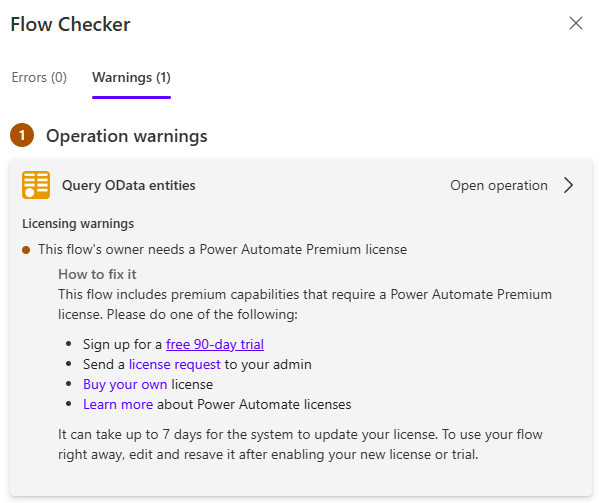 Flow Checker
Errors (0) Warnings (1)
1 Operation warnings
Query OData entities Open operation
Licensing warnings
This flow's owner needs a Power Automate Premium license
How to fix it
This flow includes premium capabilities that require a Power Automate Premium
license. Please do one of the following:
Sign up for a free 90-day trial
Send a license request to your admin
Buy your own license
Learn more about Power Automate licenses
It can take up to 7 days for the system to update your license. To use your flow
right away, edit and resave it after enabling your new license or trial.